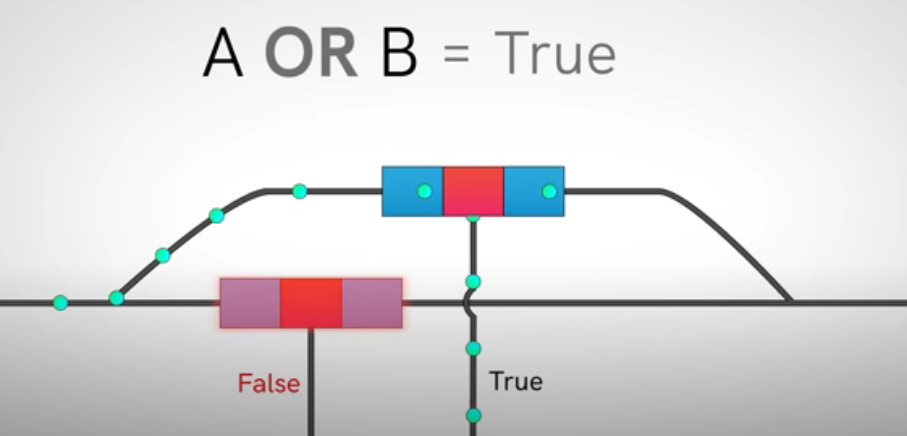 A OR B = True
False
True